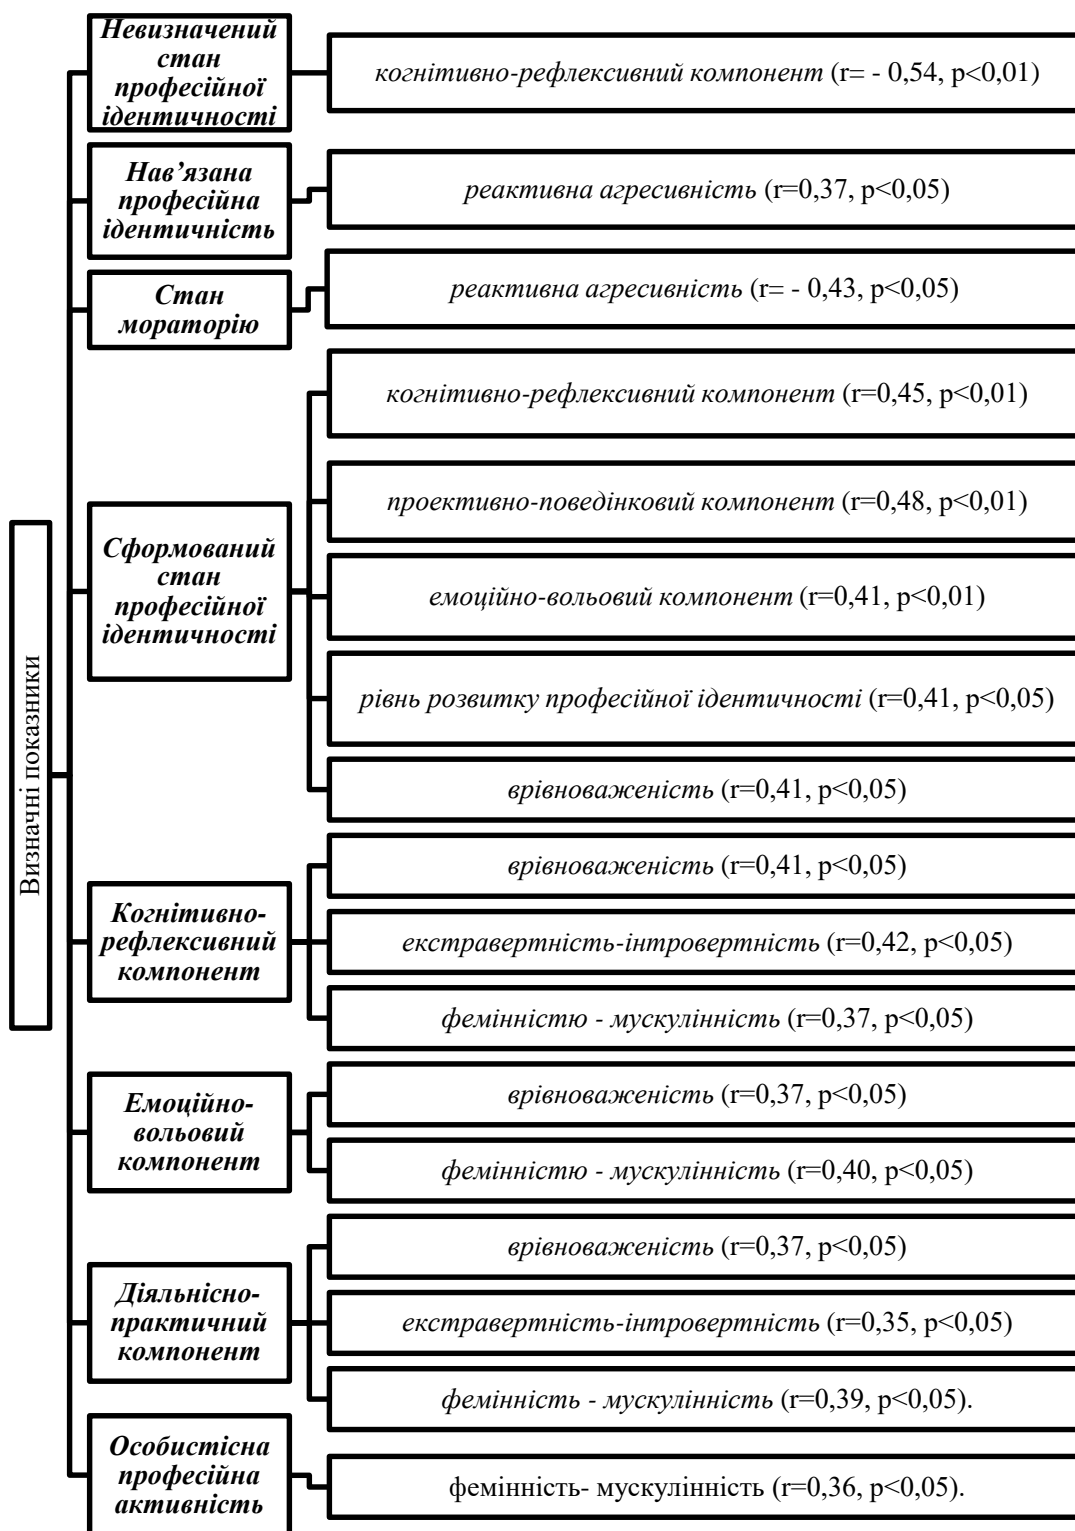 Визначні показники
Невизначений
стан
професійної
ідентичності
когнітивно-рефлексивний компонент (r= - 0,54, p<0,01)
Нав’язана
професійна
ідентичність
реактивна агресивність (r=0,37, p<0,05)
Стан
мораторію
реактивна агресивність (r= - 0,43, p<0,05)
Сформований
стан
професійної
ідентичності
когнітивно-рефлексивний компонент (r=0,45, p<0,01)
проективно-поведінковий компонент (r=0,48, p<0,01)
емоційно-вольовий компонент (r=0,41, p<0,01)
рівнь розвитку професійної ідентичності (r=0,41, p<0,05)
врівноваженість (r=0,41, p<0,05)
Когнітивно-
рефлексивний
компонент
врівноваженість (r=0,41, p<0,05)
екстравертність-інтровертність (r=0,42, p<0,05)
фемінністю - мускулінність (r=0,37, p<0,05)
Емоційно-
вольовий
компонент
врівноваженість (r=0,37, p<0,05)
фемінністю - мускулінність (r=0,40, p<0,05)
Діяльнісно-
практичний
компонент
врівноваженість (r=0,37, p<0,05)
екстравертність-інтровертність (r=0,35, p<0,05)
фемінність - мускулінність (r=0,39, p<0,05).
Особистісна
професійна
активність
фемінність- мускулінність (r=0,36, p<0,05).